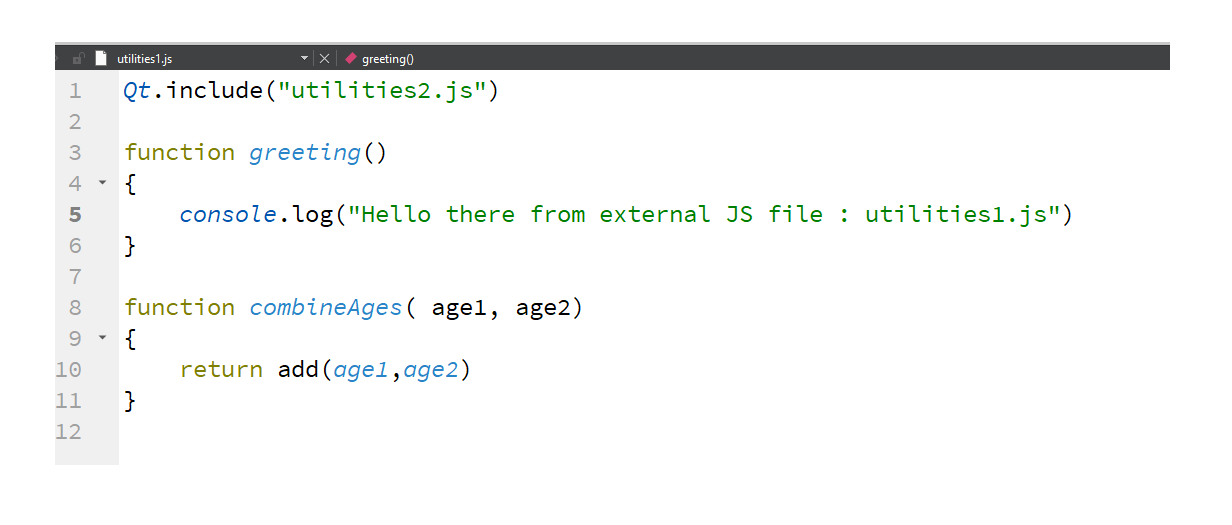 utilities1.js greeting()
1 Qt.include("utilities2.js")
2
3 function greeting()
4 {
5 console.log("Hello there from external JS file : utilities1.js")
6 }
7
8 function combineAges( age1, age2)
9 {
10 return add(age1,age2)
11 }
12